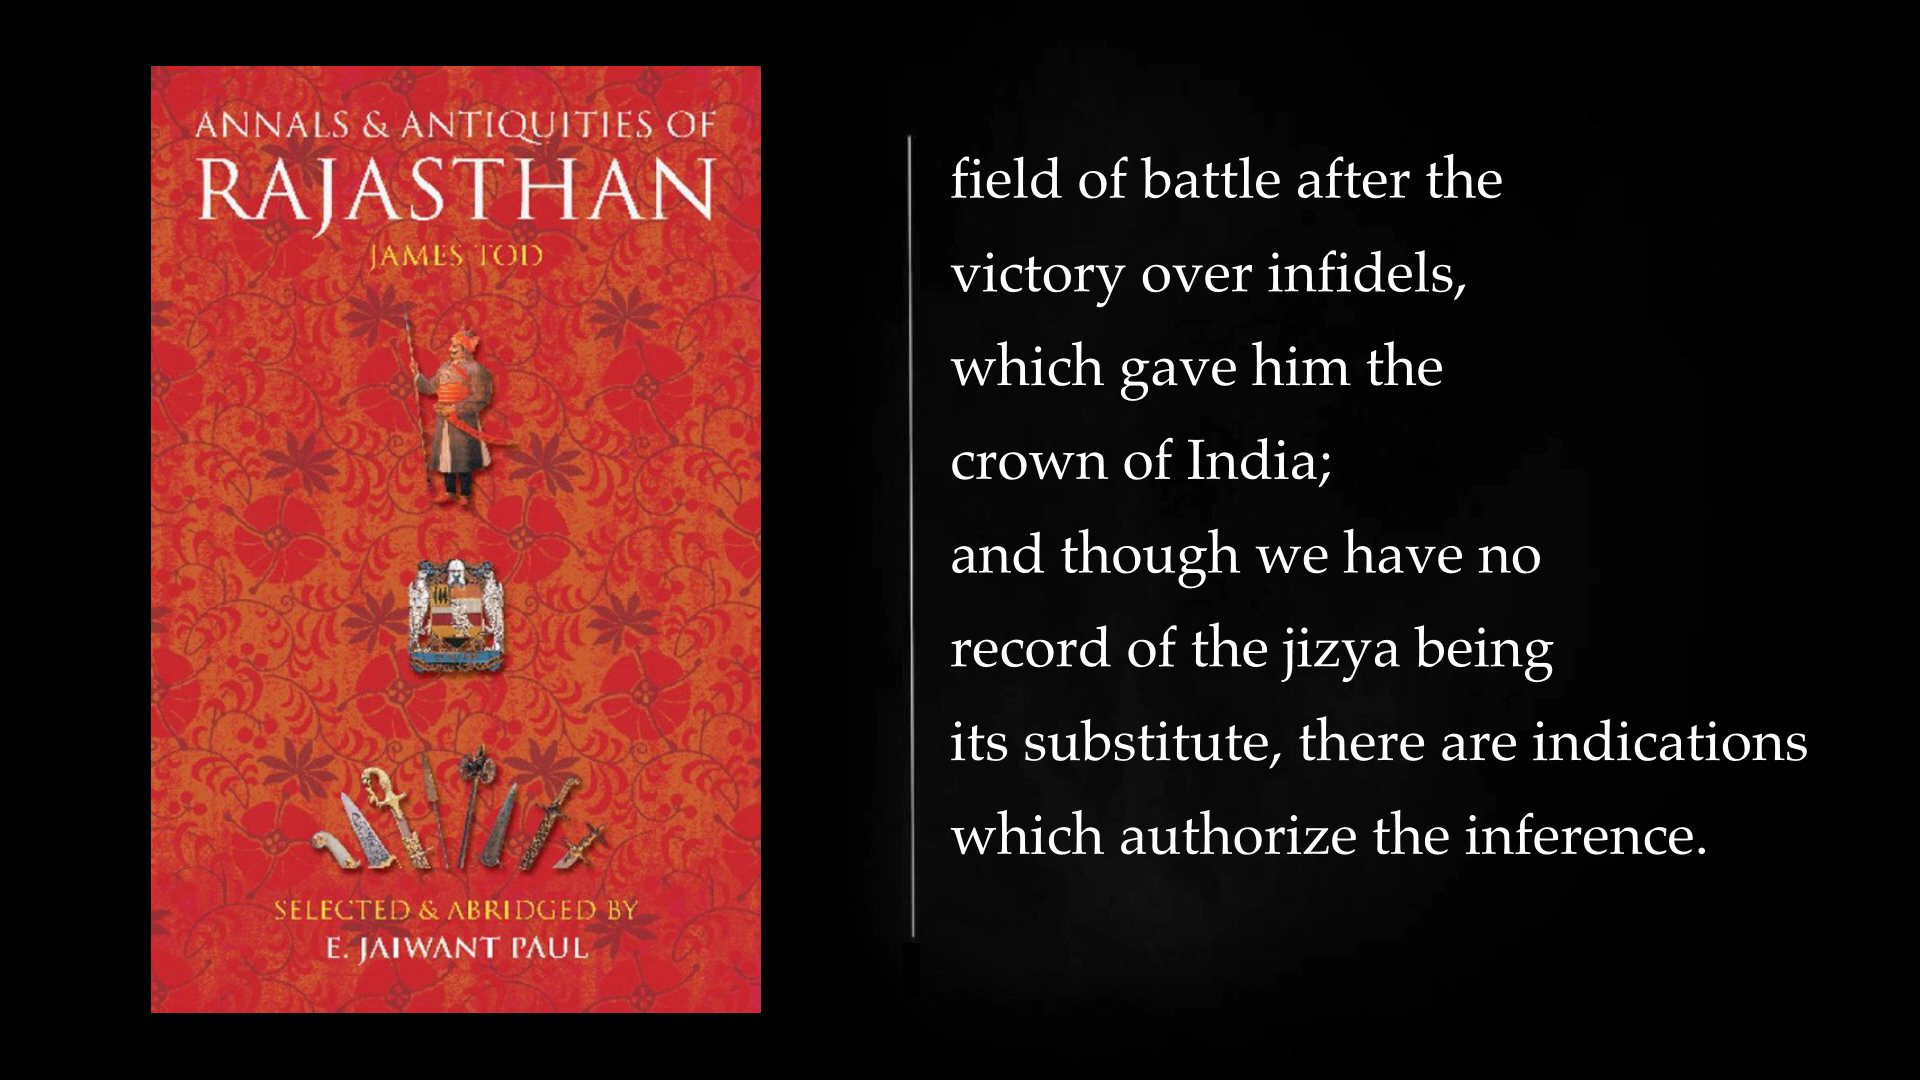 ANNALS & ANTIQUITIES OF
RAJASTHAN
JAMES TOD
SELECTED & ABRIDGED BY
E. JAIWANT PAUL
field of battle after the
victory over infidels,
which gave him the
crown of India;
and though we have no
record of the jizya being
its substitute, there are indications
which authorize the inference.